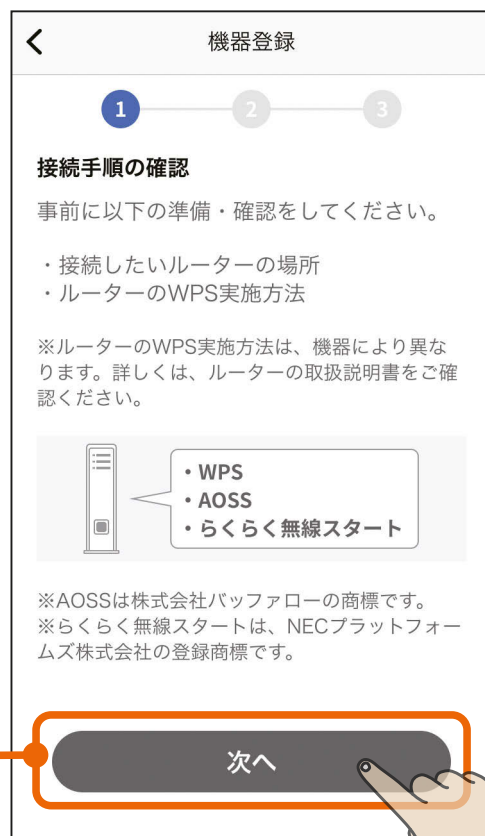 機器登録
1 2 3
接続手順の確認
事前に以下の準備・確認をしてください。
・接続したいルーターの場所
・ルーターのWPS実施方法
※ルーターのWPS実施方法は、機器により異な
ります。詳しくは、ルーターの取扱説明書をご確
認ください。
・WPS
・AOSS
・らくらく無線スタート
※AOSSは株式会社バッファローの商標です。
※らくらく無線スタートは、NECプラットフォー
ムズ株式会社の登録商標です。
次へ